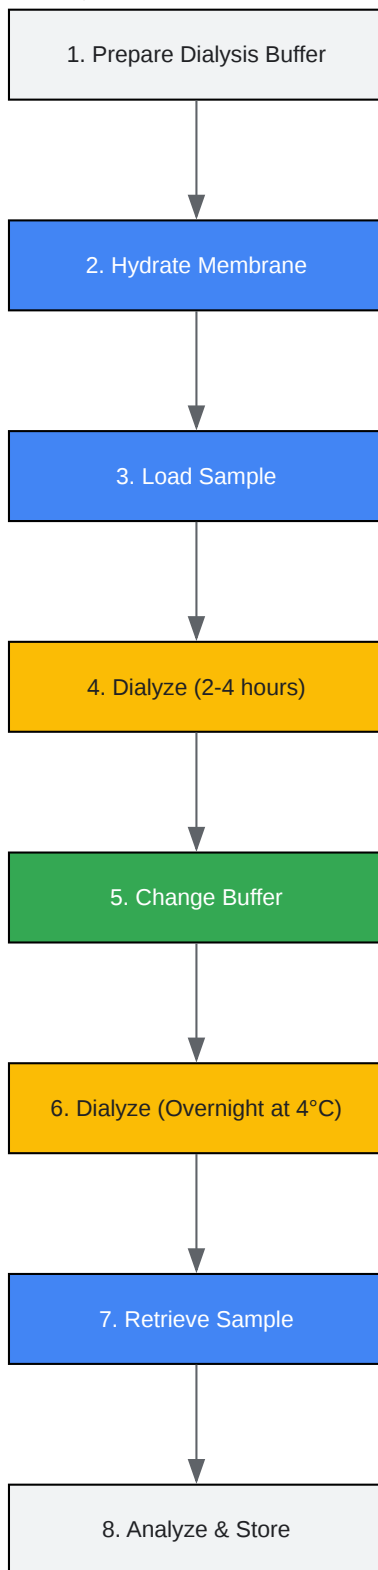 1. Prepare Dialysis Buffer
2. Hydrate Membrane
3. Load Sample
4. Dialyze (2-4 hours)
5. Change Buffer
6. Dialyze (Overnight at 4°C)
7. Retrieve Sample
8. Analyze & Store